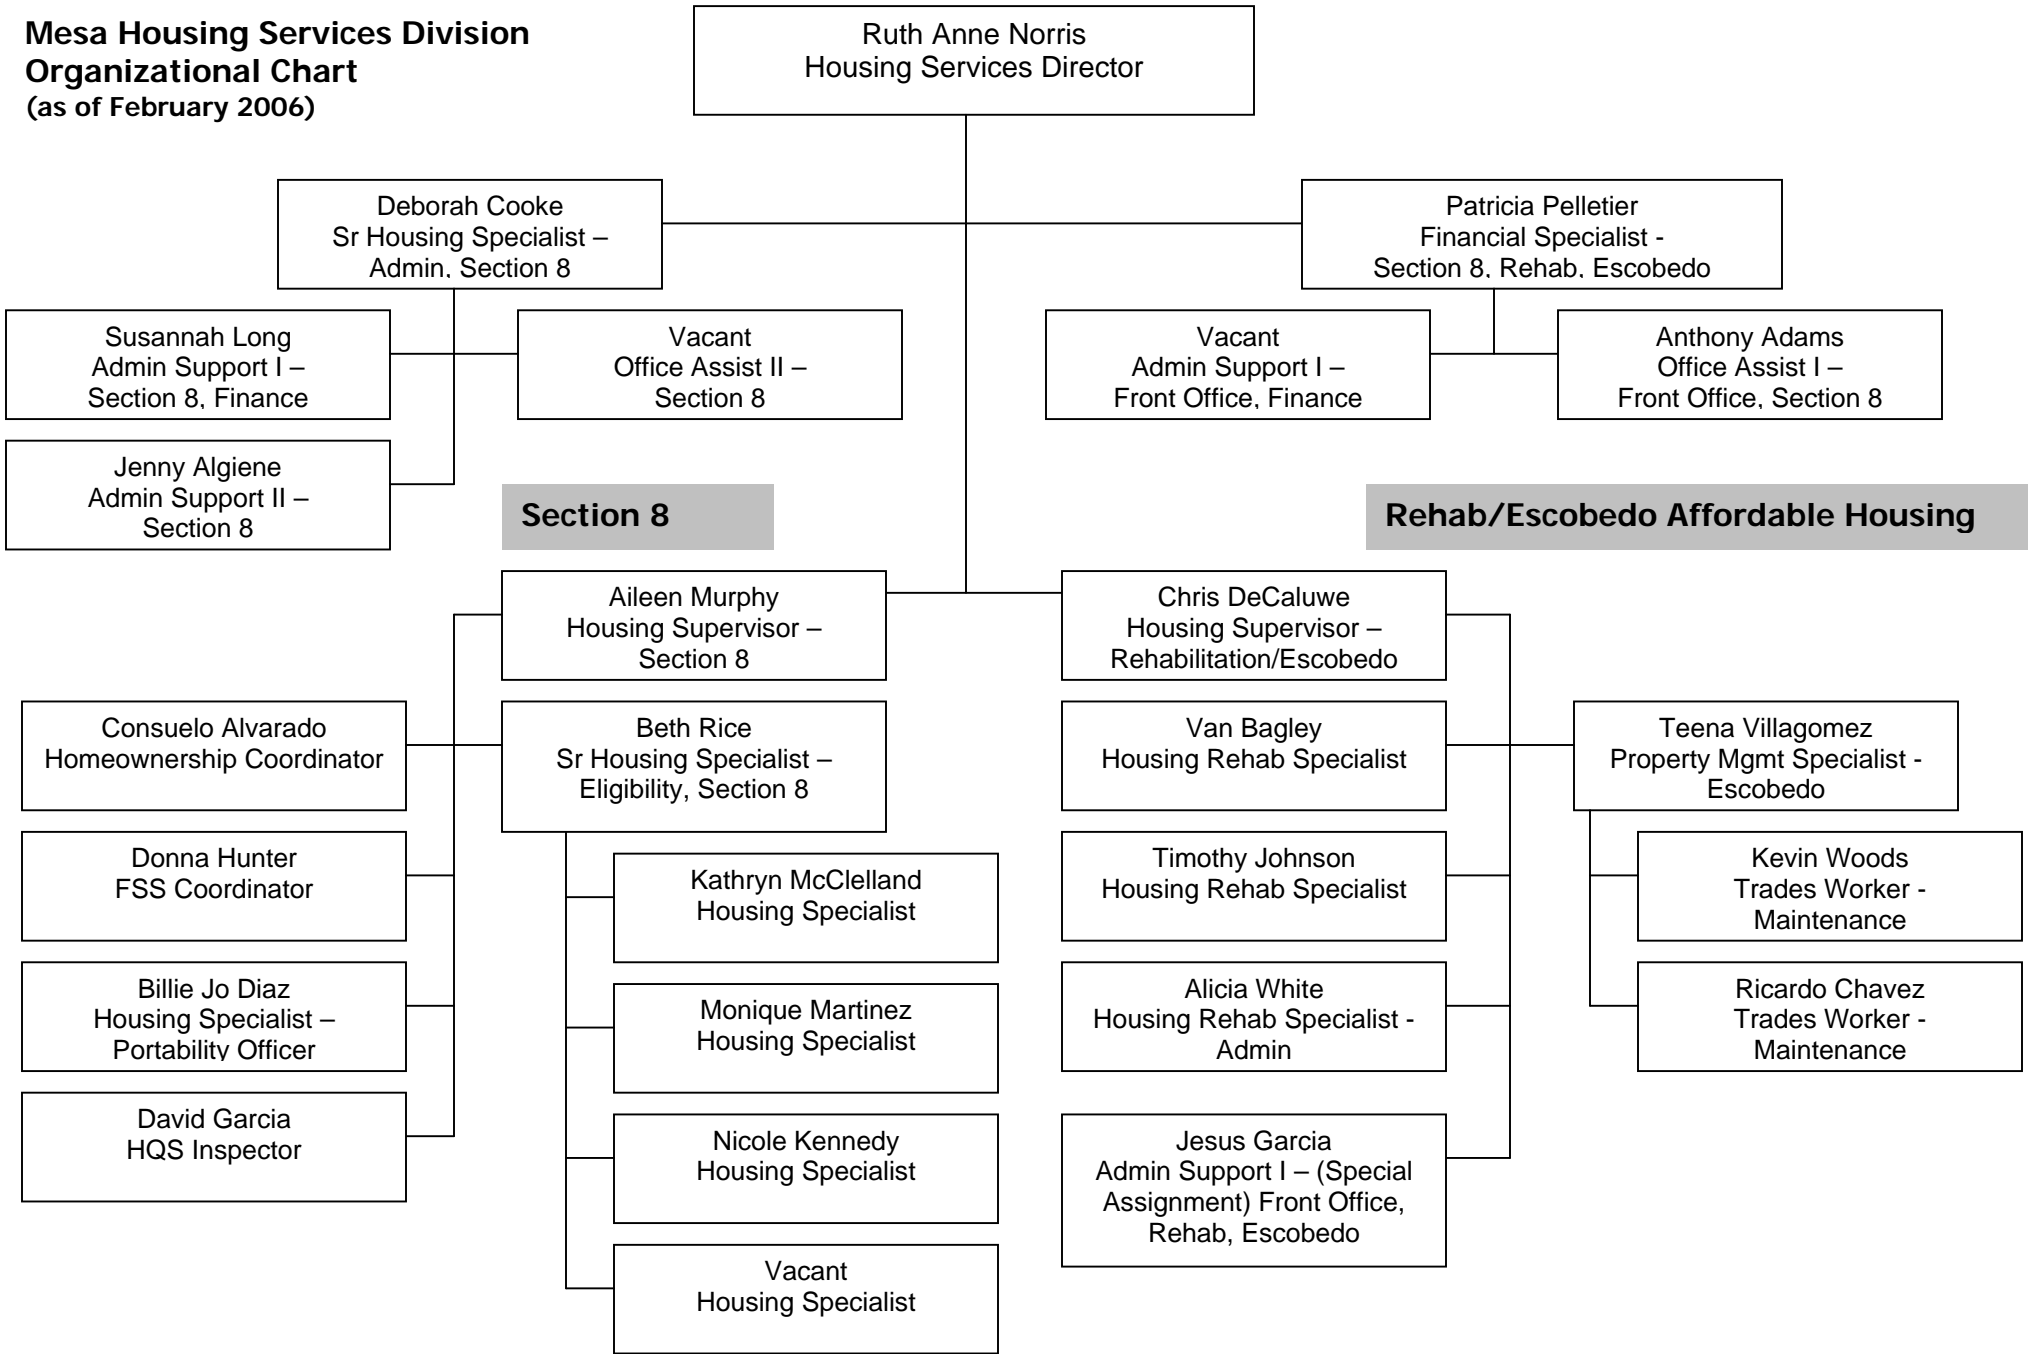 Mesa Housing Services Division
Organizational Chart
(as of February 2006)
Ruth Anne Norris
Housing Services Director
Deborah Cooke
Sr Housing Specialist –
Admin, Section 8
Patricia Pelletier
Financial Specialist -
Section 8, Rehab, Escobedo
Susannah Long
Admin Support I –
Section 8, Finance
Vacant
Office Assist II –
Section 8
Vacant
Admin Support I –
Front Office, Finance
Anthony Adams
Office Assist I –
Front Office, Section 8
Jenny Algiene
Admin Support II –
Section 8
Section 8
Rehab/Escobedo Affordable Housing
Aileen Murphy
Housing Supervisor –
Section 8
Chris DeCaluwe
Housing Supervisor –
Rehabilitation/Escobedo
Consuelo Alvarado
Homeownership Coordinator
Beth Rice
Sr Housing Specialist –
Eligibility, Section 8
Van Bagley
Housing Rehab Specialist
Teena Villagomez
Property Mgmt Specialist -
Escobedo
Donna Hunter
FSS Coordinator
Kathryn McClelland
Housing Specialist
Timothy Johnson
Housing Rehab Specialist
Kevin Woods
Trades Worker -
Maintenance
Billie Jo Diaz
Housing Specialist –
Portability Officer
Monique Martinez
Housing Specialist
Alicia White
Housing Rehab Specialist -
Admin
Ricardo Chavez
Trades Worker -
Maintenance
David Garcia
HQS Inspector
Nicole Kennedy
Housing Specialist
Jesus Garcia
Admin Support I – (Special
Assignment) Front Office,
Rehab, Escobedo
Vacant
Housing Specialist